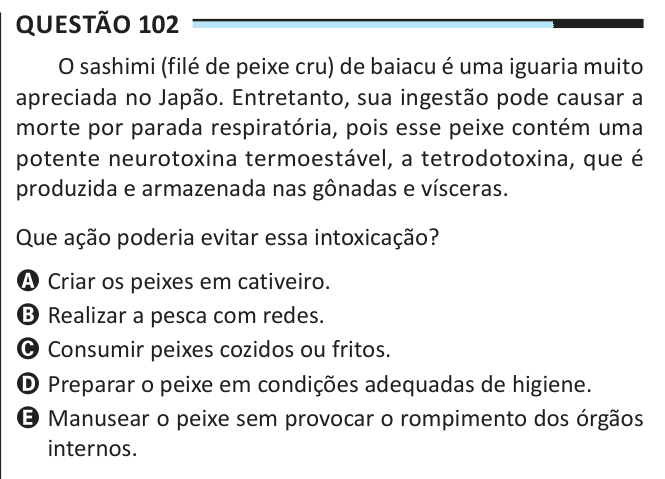 QUESTÃO 102
O sashimi (filé de peixe cru) de baiacu é uma iguaria muito
apreciada no Japão. Entretanto, sua ingestão pode causar a
morte por parada respiratória, pois esse peixe contém uma
potente neurotoxina termoestável, a tetrodotoxina, que é
produzida e armazenada nas gônadas e vísceras.
Que ação poderia evitar essa intoxicação?
A Criar os peixes em cativeiro.
B Realizar a pesca com redes.
C Consumir peixes cozidos ou fritos.
D Preparar o peixe em condições adequadas de higiene.
E Manusear o peixe sem provocar o rompimento dos órgãos
internos.